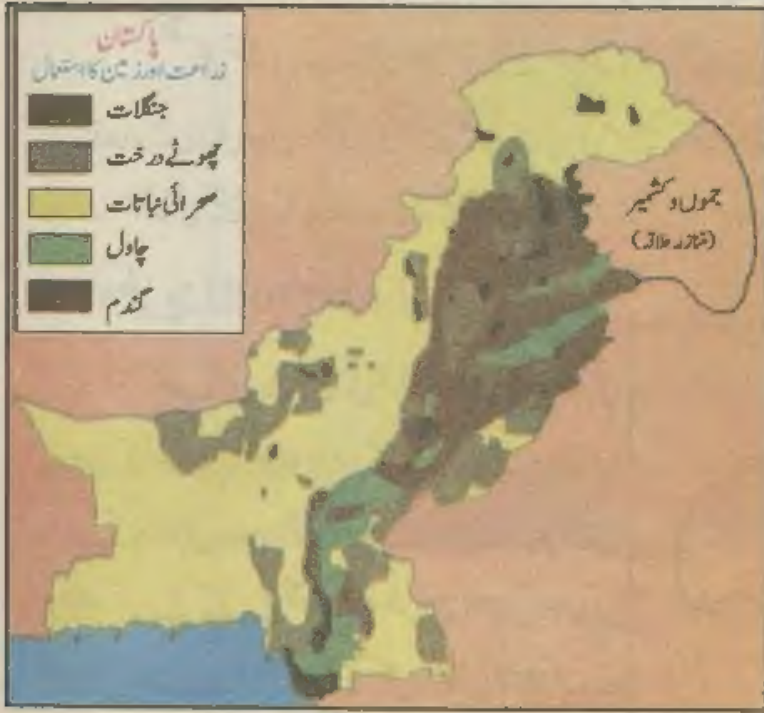 پاکستان
زراعت اور زمین کا استعمال
جنگلات
چھوٹے درخت
صحرائی نباتات
چاول
گندم
جموں و کشمیر
(متنازعہ علاقہ)